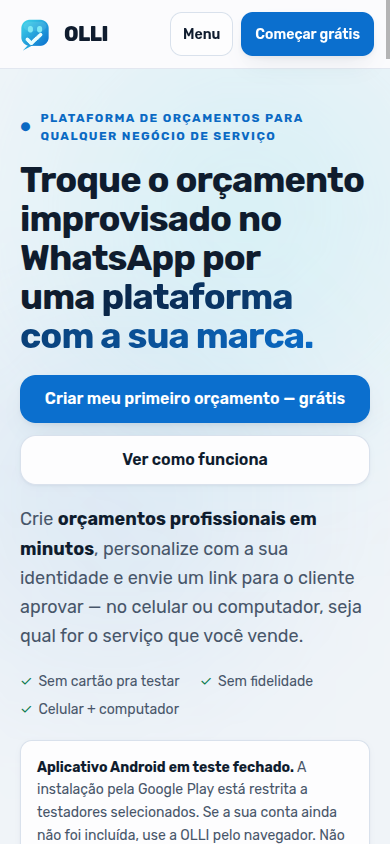 OLLI
Menu
Começar grátis
PLATAFORMA DE ORÇAMENTOS PARA
QUALQUER NEGÓCIO DE SERVIÇO
Troque o orçamento
improvisado no
WhatsApp por
uma plataforma
com a sua marca.
Criar meu primeiro orçamento — grátis
Ver como funciona
Crie orçamentos profissionais em
minutos, personalize com a sua
identidade e envie um link para o cliente
aprovar — no celular ou computador, seja
qual for o serviço que você vende.
Sem cartão pra testar
Sem fidelidade
Celular + computador
Aplicativo Android em teste fechado. A
instalação pela Google Play está restrita a
testadores selecionados. Se a sua conta ainda
não foi incluída, use a OLLI pelo navegador. Não